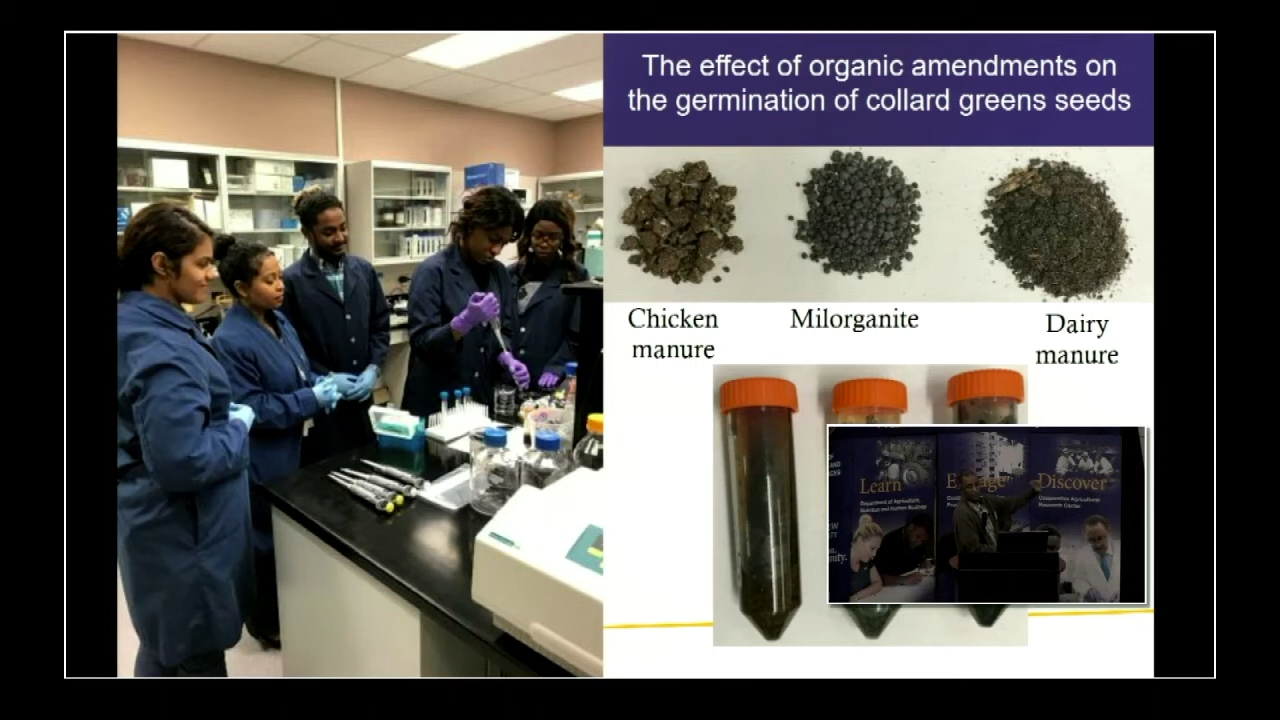 The effect of organic amendments on
the germination of collard greens seeds
Chicken
manure
Milorganite
Dairy
manure
Learn
Department of Agriculture,
Nutrition and Human Ecology
Discover
Cooperative Agricultural
Research Center